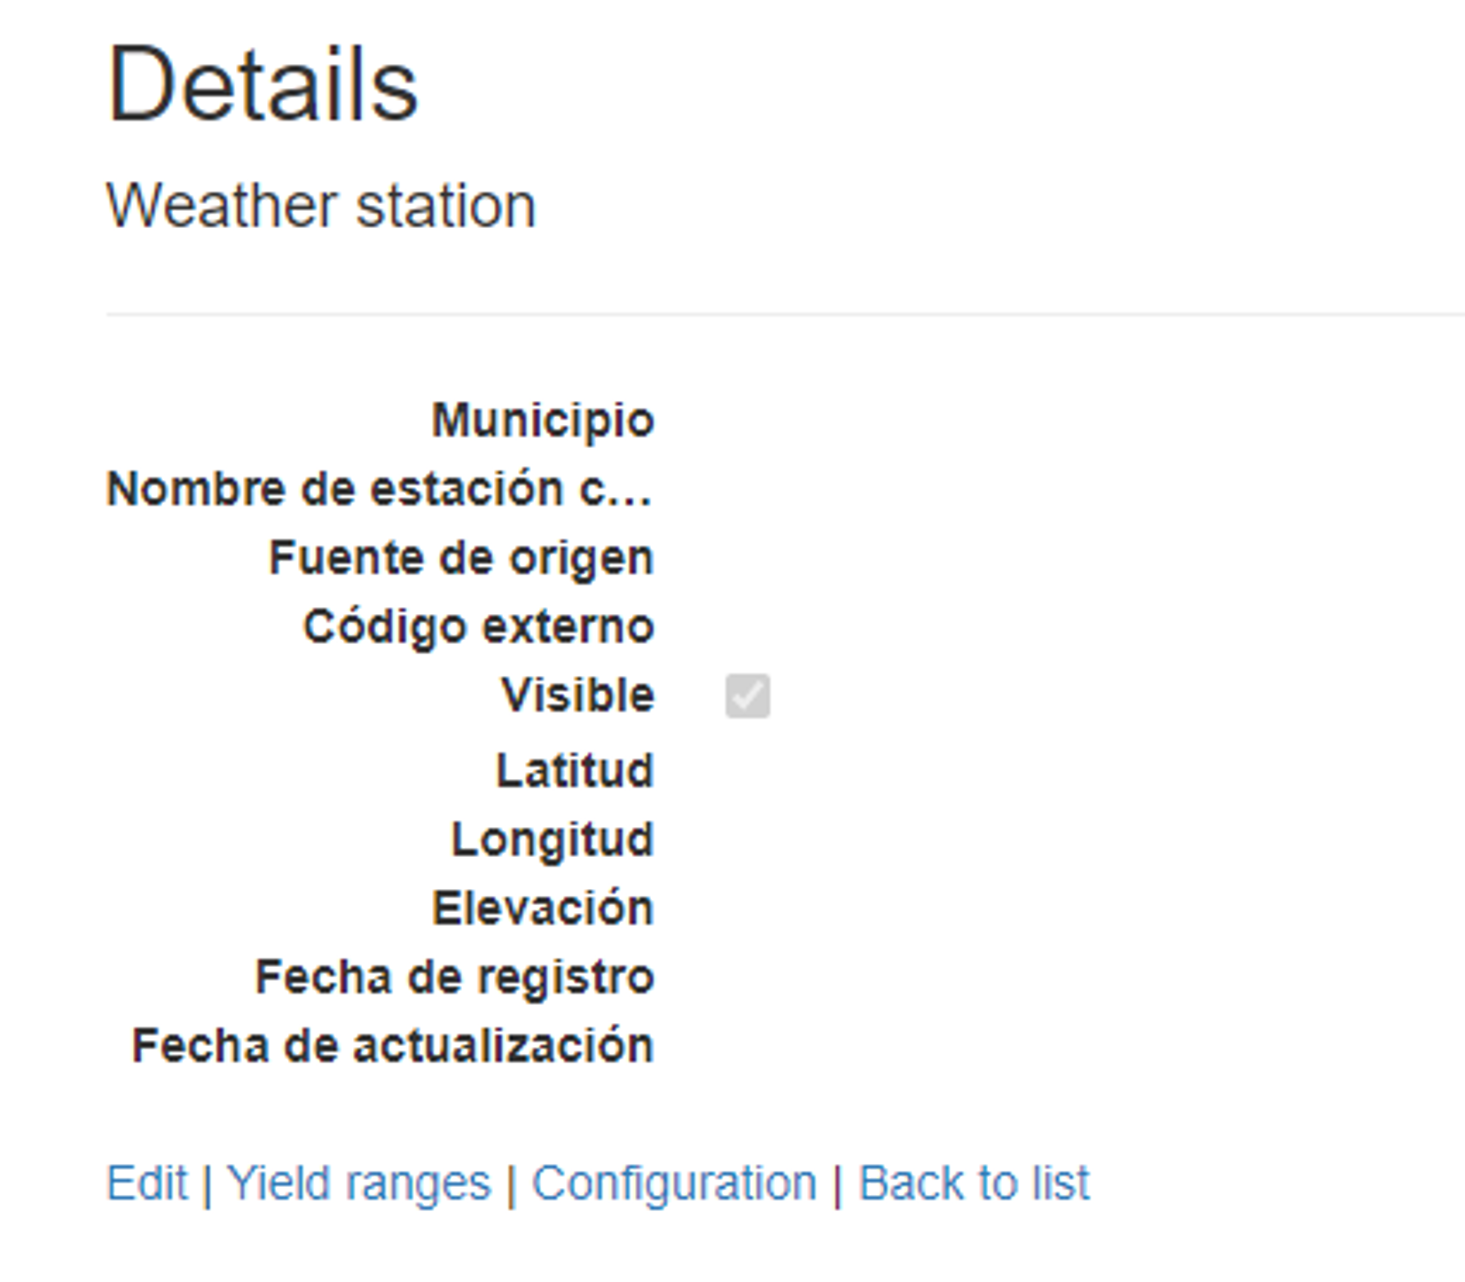 Details
Weather station
Municipio
Nombre de estación c...
Fuente de origen
Código externo
Visible
Latitud
Longitud
Elevación
Fecha de registro
Fecha de actualización
Edit | Yield ranges | Configuration | Back to list